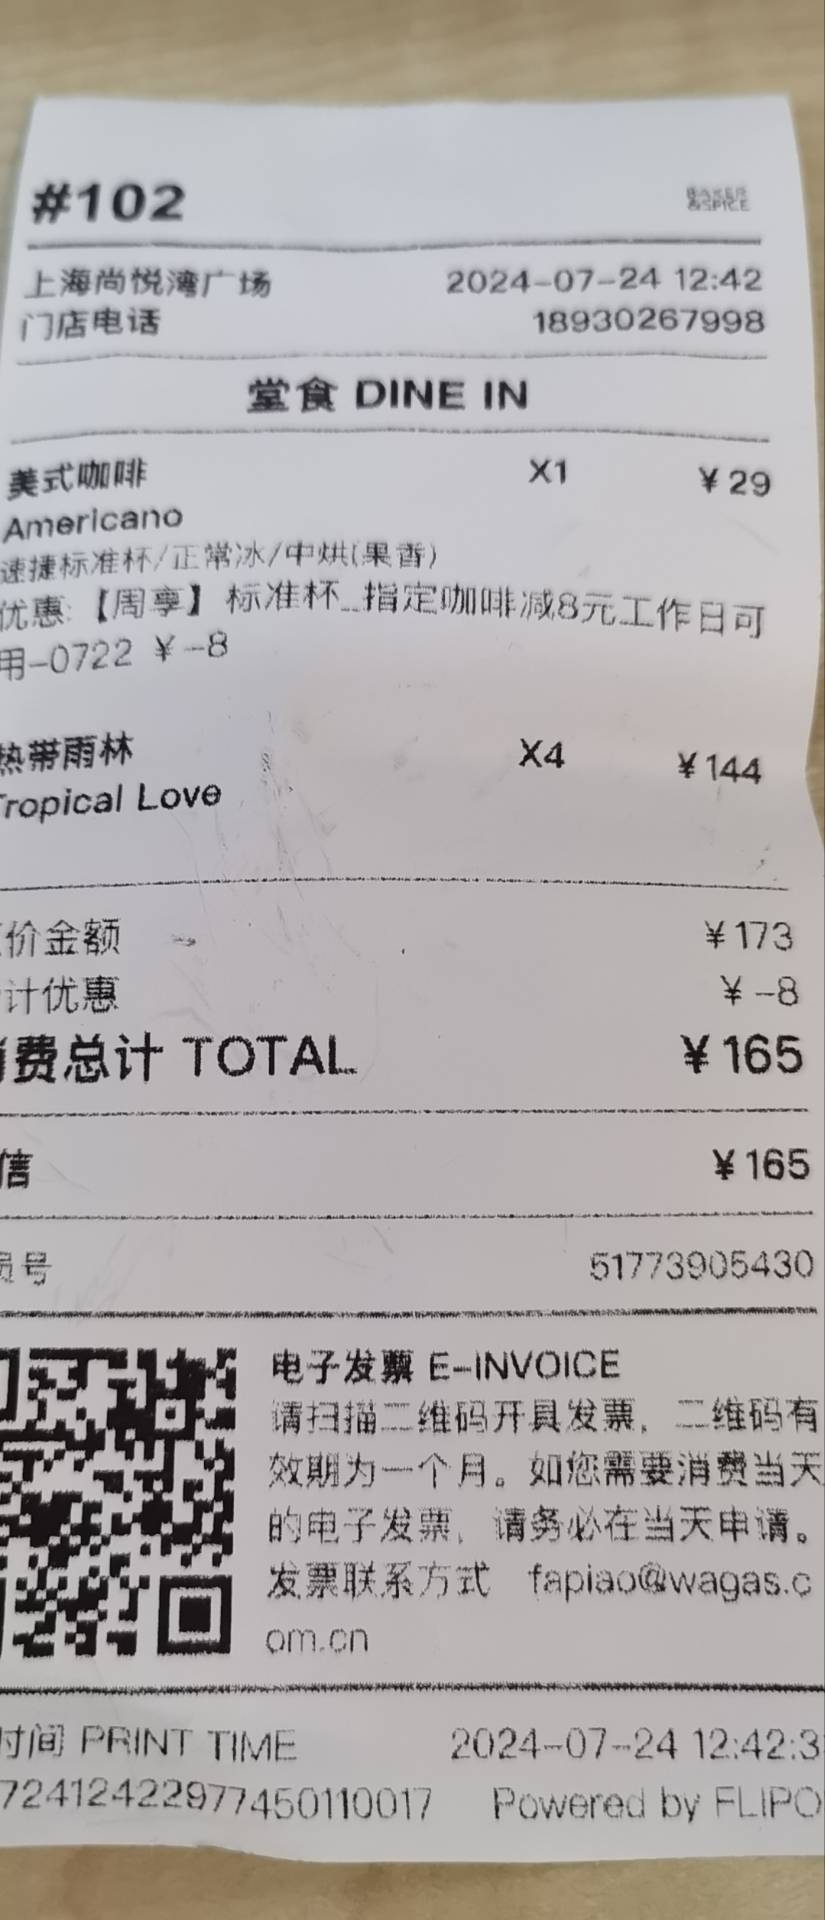 #102
BAKER
&SPICE
上海尚悦湾广场 2024-07-24 12:42
门店电话 18930267998
堂食 DINE IN
美式咖啡 X1 ¥29
Americano
速捷标准杯/正常冰/中烘(果香)
优惠:【周享】标准杯_指定咖啡减8元工作日可
用-0722 ¥-8
热带雨林 X4 ¥144
Tropical Love
价金额 ¥173
计优惠 ¥-8
消费总计 TOTAL ¥165
信 ¥165
员号 51773905430
电子发票 E-INVOICE
请扫描二维码开具发票，二维码有
效期为一个月。如您需要消费当天
的电子发票，请务必在当天申请。
发票联系方式 fapiao@wagas.c
om.cn
时间 PRINT TIME 2024-07-24 12:42:3
72412422977450110017 Powered by FLIPO